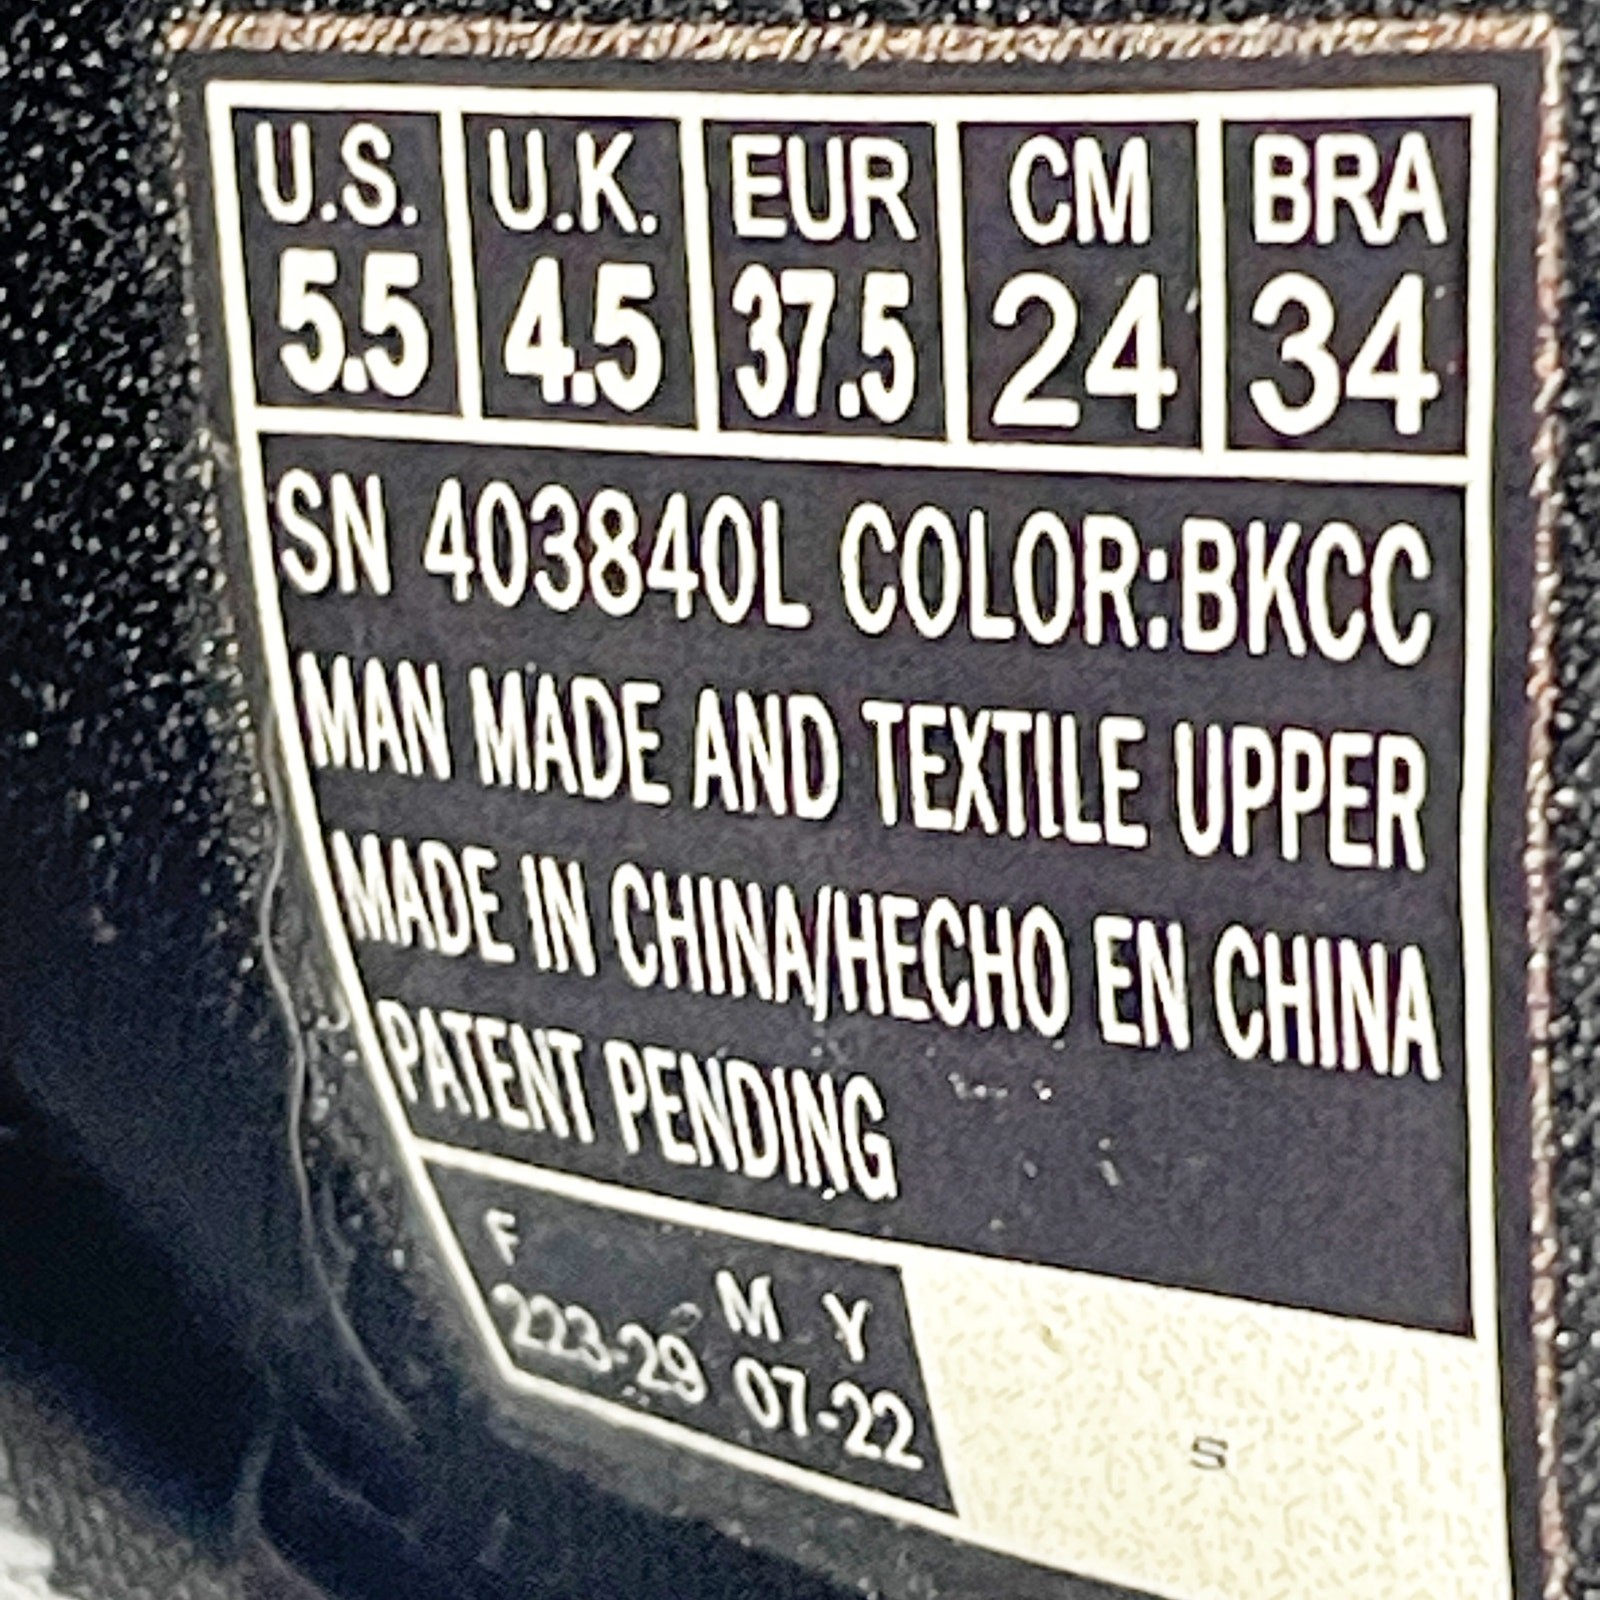 U.S. U.K. EUR CM BRA
5.5 4.5 37.5 24 34
SN 403840L COLOR:BKCC
MAN MADE AND TEXTILE UPPER
MADE IN CHINA/HECHO EN CHINA
PATENT PENDING
F M Y
223-29 07-22
S